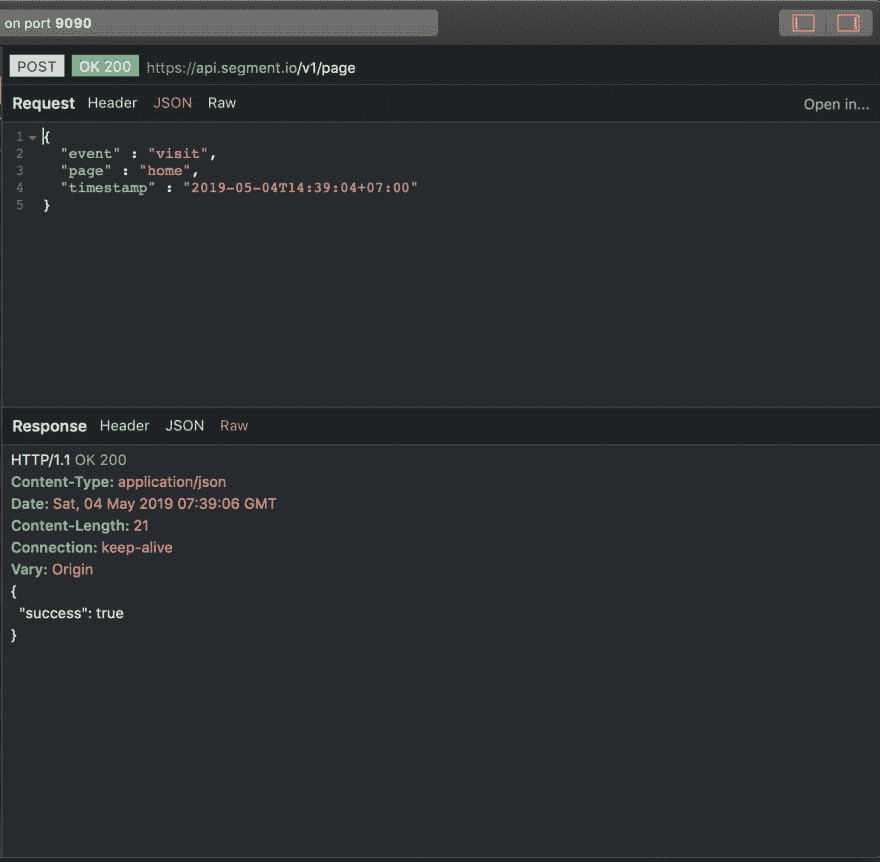 on port 9090
POST OK 200 https://api.segment.io/v1/page
Request Header JSON Raw Open in...
1 {
2 "event" : "visit",
3 "page" : "home",
4 "timestamp" : "2019-05-04T14:39:04+07:00"
5 }
Response Header JSON Raw
HTTP/1.1 OK 200
Content-Type: application/json
Date: Sat, 04 May 2019 07:39:06 GMT
Content-Length: 21
Connection: keep-alive
Vary: Origin
{
"success": true
}